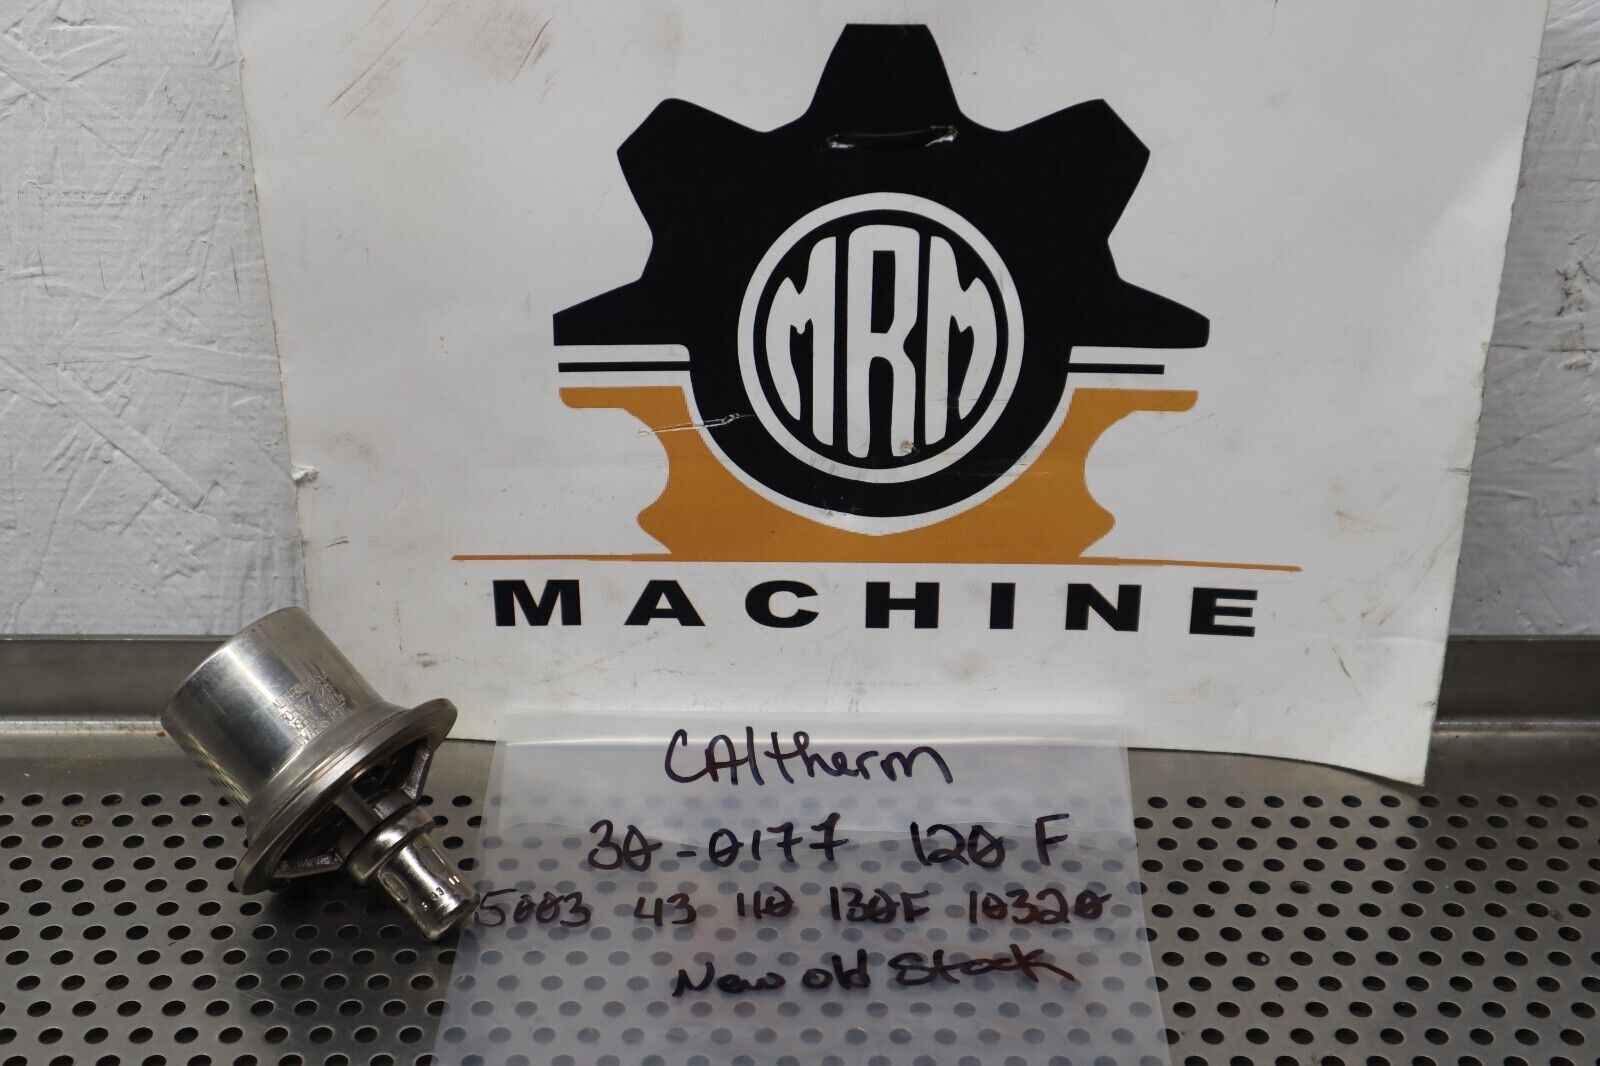 MRM
MACHINE
CAltherm
30-0177 120 F
5003 43 110 130F 10320
New old Stock